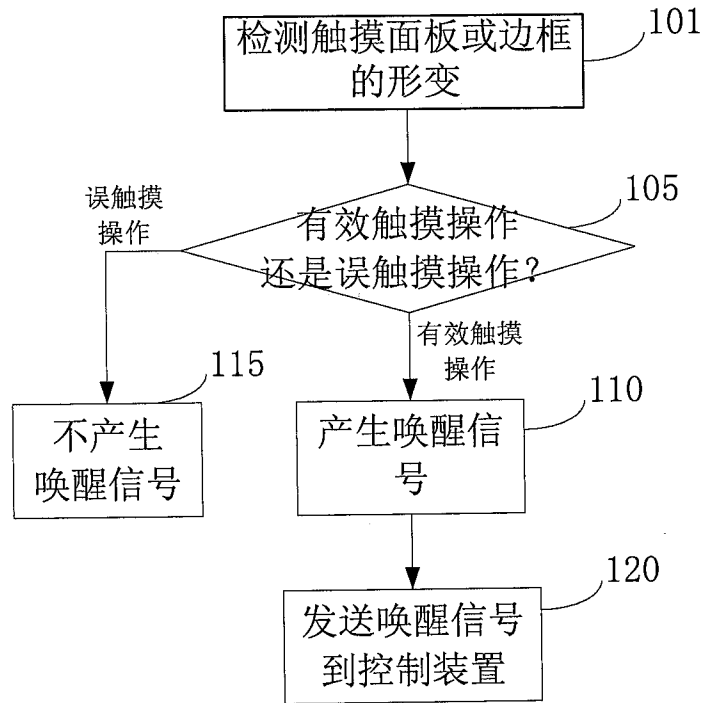 检测触摸面板或边框
的形变
101
105
有效触摸操作
还是误触摸操作?
误触摸
操作
有效触摸
操作
115
不产生
唤醒信号
110
产生唤醒信
号
120
发送唤醒信号
到控制装置